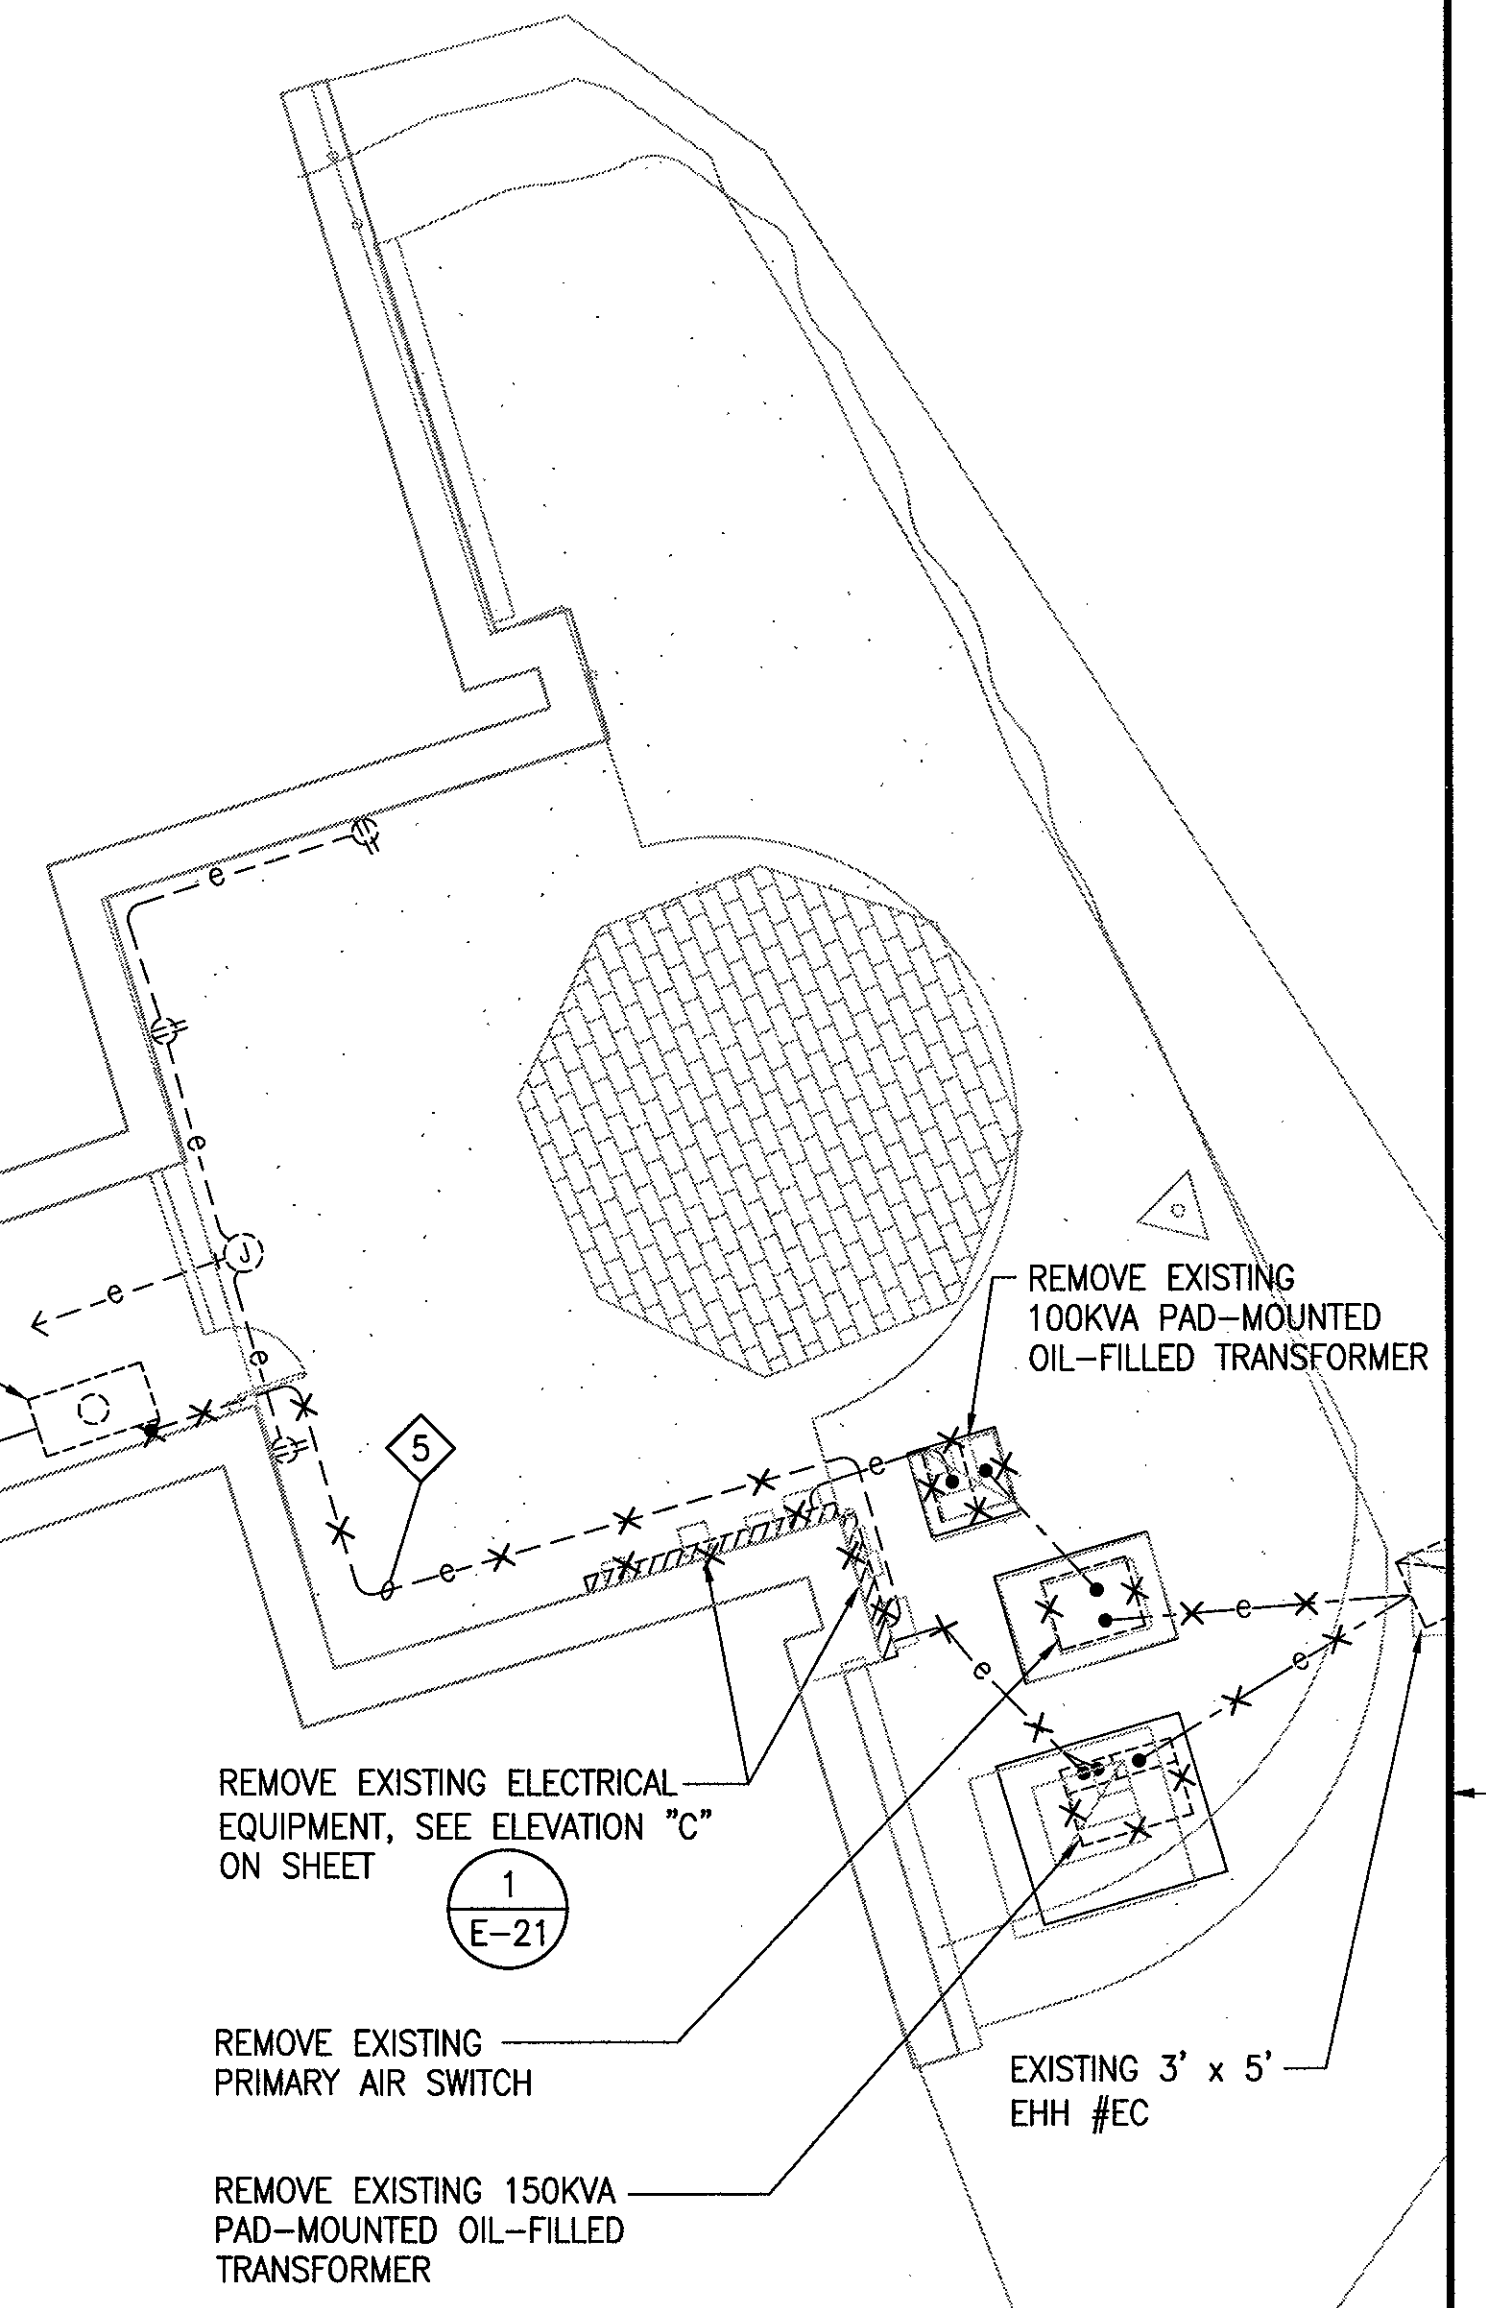 e
e
J
e
e
5
e
e
REMOVE EXISTING
100KVA PAD-MOUNTED
OIL-FILLED TRANSFORMER
e
e
e
REMOVE EXISTING ELECTRICAL
EQUIPMENT, SEE ELEVATION "C"
ON SHEET
1
E-21
REMOVE EXISTING
PRIMARY AIR SWITCH
EXISTING 3' x 5'
EHH #EC
REMOVE EXISTING 150KVA
PAD-MOUNTED OIL-FILLED
TRANSFORMER